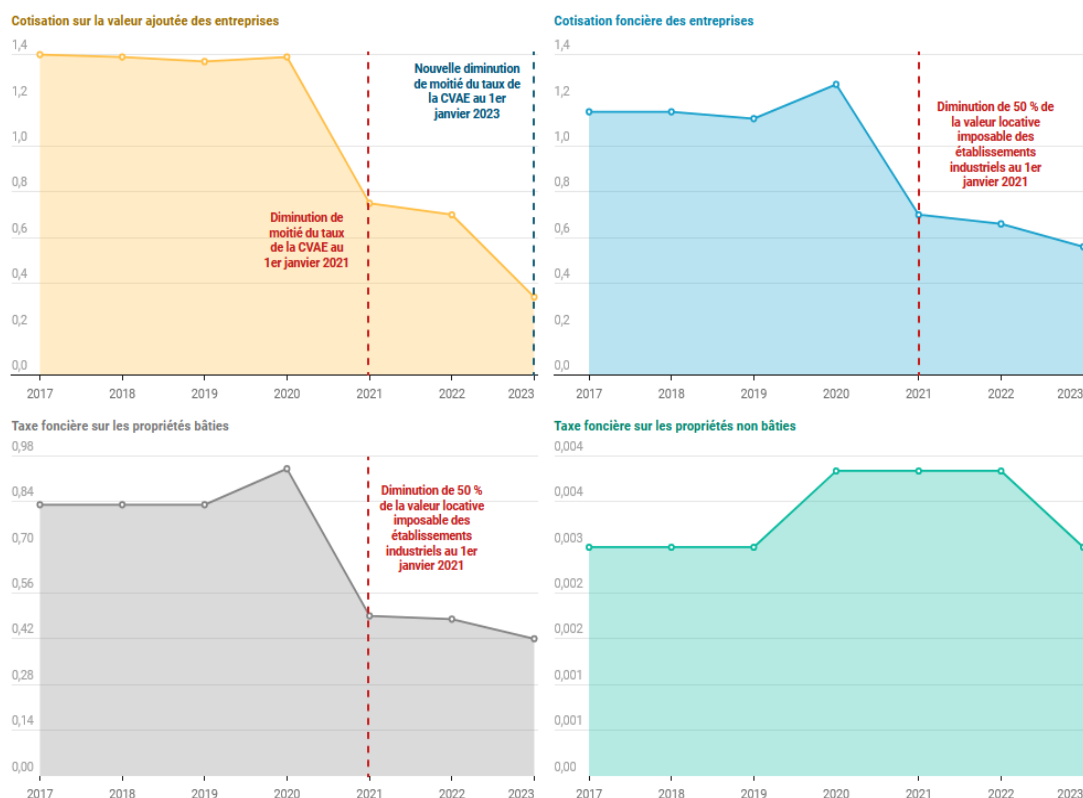 Cotisation sur la valeur ajoutée des entreprises
1,4
1,2
1,0
0,8
0,6
0,4
0,2
0,0
Nouvelle diminution
de moitié du taux de
la CVAE au 1er
janvier 2023
Diminution de
moitié du taux
de la CVAE au
1er janvier 2021
2017
2018
2019
2020
2021
2022
2023
Cotisation foncière des entreprises
1,4
1,2
1,0
0,8
0,6
0,4
0,2
0,0
Diminution de 50 % de
la valeur locative
imposable des
établissements
industriels au 1er
janvier 2021
2017
2018
2019
2020
2021
2022
2023
Taxe foncière sur les propriétés bâties
0,98
0,84
0,70
0,56
0,42
0,28
0,14
0,00
Diminution de 50 %
de la valeur locative
imposable des
établissements
industriels au 1er
janvier 2021
2017
2018
2019
2020
2021
2022
2023
Taxe foncière sur les propriétés non bâties
0,004
0,004
0,003
0,002
0,002
0,001
0,001
0,00
2017
2018
2019
2020
2021
2022
2023